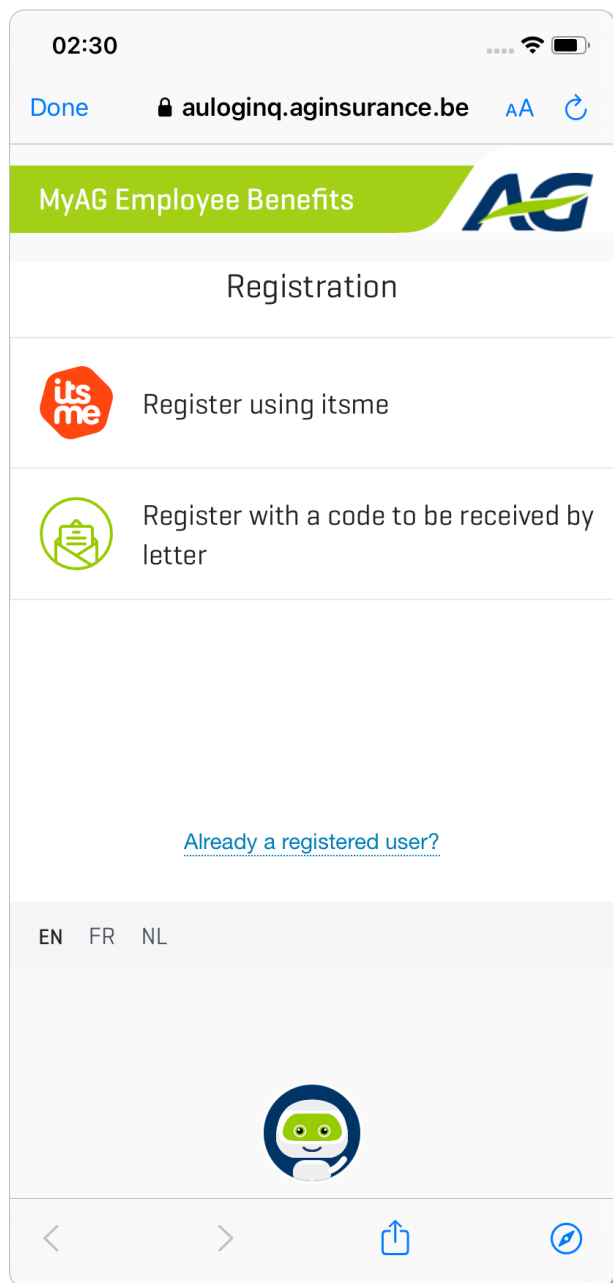 02:30
Done auloginq.aginsurance.be AA
MyAG Employee Benefits AG
Registration
its
me
Register using itsme
Register with a code to be received by
letter
Already a registered user?
EN FR NL